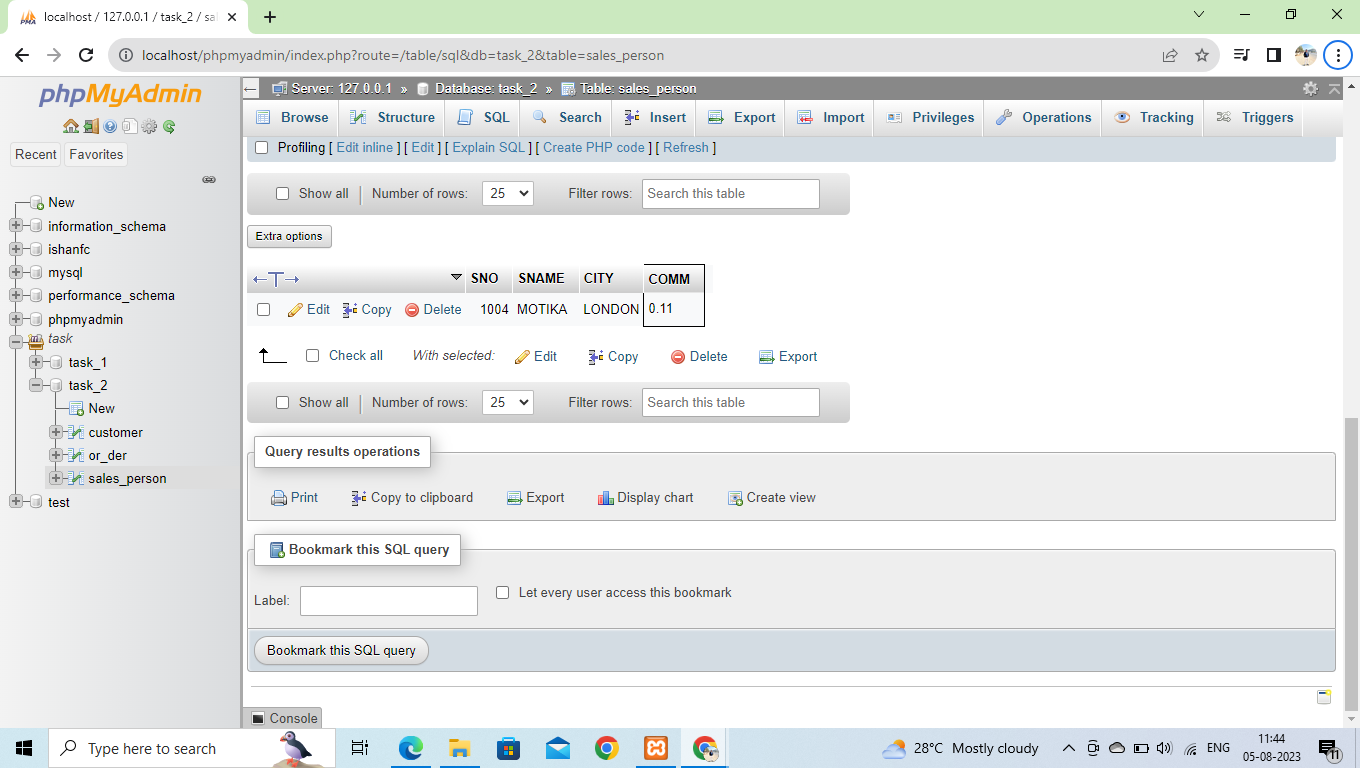 localhost / 127.0.0.1 / task_2 / sal
localhost/phpmyadmin/index.php?route=/table/sql&db=task_2&table=sales_person
phpMyAdmin
Recent Favorites
New
information_schema
ishanfc
mysql
performance_schema
phpmyadmin
task
task_1
task_2
New
customer
or_der
sales_person
test
Server: 127.0.0.1 » Database: task_2 » Table: sales_person
Browse Structure SQL Search Insert Export Import Privileges Operations Tracking Triggers
Profiling [ Edit inline ] [ Edit ] [ Explain SQL ] [ Create PHP code ] [ Refresh ]
Show all Number of rows: 25 Filter rows: Search this table
Extra options
←T→ SNO SNAME CITY COMM
Edit Copy Delete 1004 MOTIKA LONDON 0.11
Check all With selected: Edit Copy Delete Export
Show all Number of rows: 25 Filter rows: Search this table
Query results operations
Print Copy to clipboard Export Display chart Create view
Bookmark this SQL query
Label: Let every user access this bookmark
Bookmark this SQL query
Console
Type here to search
28°C Mostly cloudy
ENG
11:44
05-08-2023
11